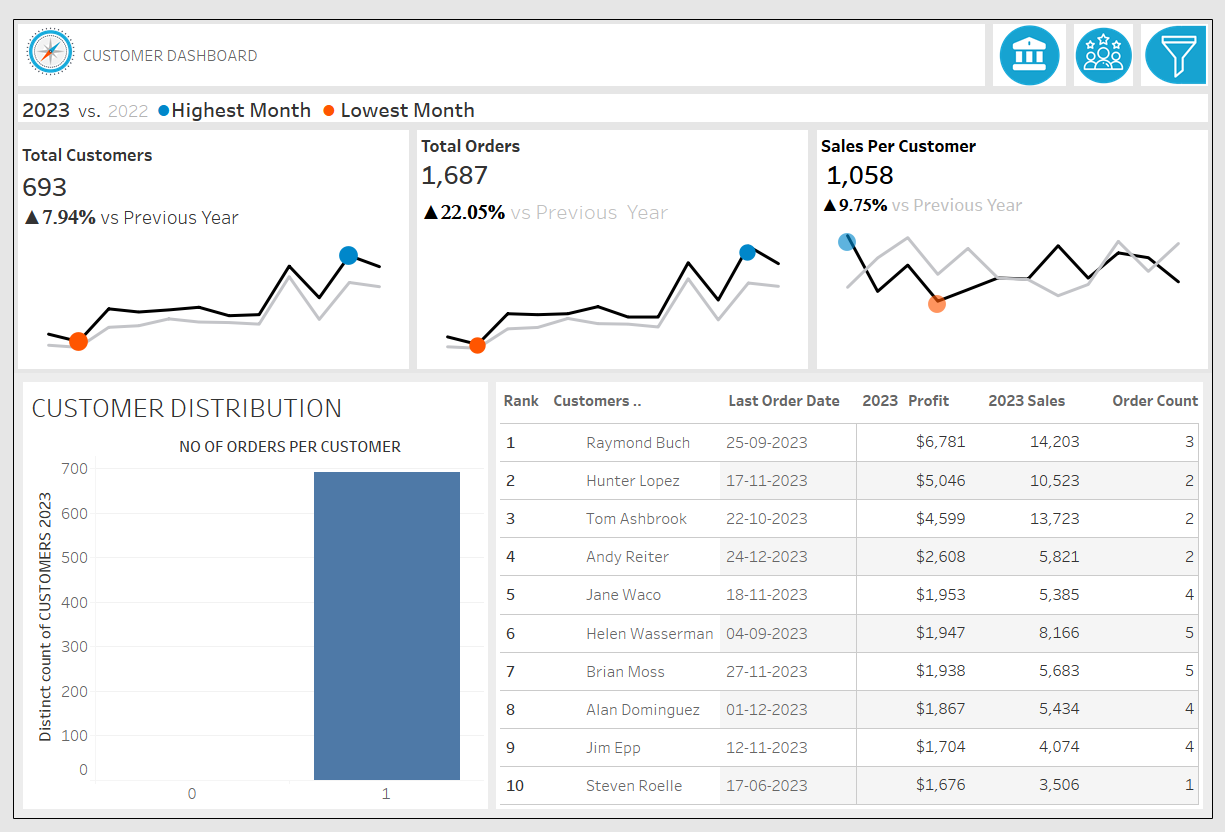 CUSTOMER DASHBOARD
2023 vs. 2022 Highest Month Lowest Month
Total Customers
693
▲7.94% vs Previous Year
Total Orders
1,687
▲22.05% vs Previous Year
Sales Per Customer
1,058
▲9.75% vs Previous Year
CUSTOMER DISTRIBUTION
NO OF ORDERS PER CUSTOMER
Distinct count of CUSTOMERS 2023
700
600
500
400
300
200
100
0
0 1
Rank Customers .. Last Order Date 2023 Profit 2023 Sales Order Count
1 Raymond Buch 25-09-2023 $6,781 14,203 3
2 Hunter Lopez 17-11-2023 $5,046 10,523 2
3 Tom Ashbrook 22-10-2023 $4,599 13,723 2
4 Andy Reiter 24-12-2023 $2,608 5,821 2
5 Jane Waco 18-11-2023 $1,953 5,385 4
6 Helen Wasserman 04-09-2023 $1,947 8,166 5
7 Brian Moss 27-11-2023 $1,938 5,683 5
8 Alan Dominguez 01-12-2023 $1,867 5,434 4
9 Jim Epp 12-11-2023 $1,704 4,074 4
10 Steven Roelle 17-06-2023 $1,676 3,506 1